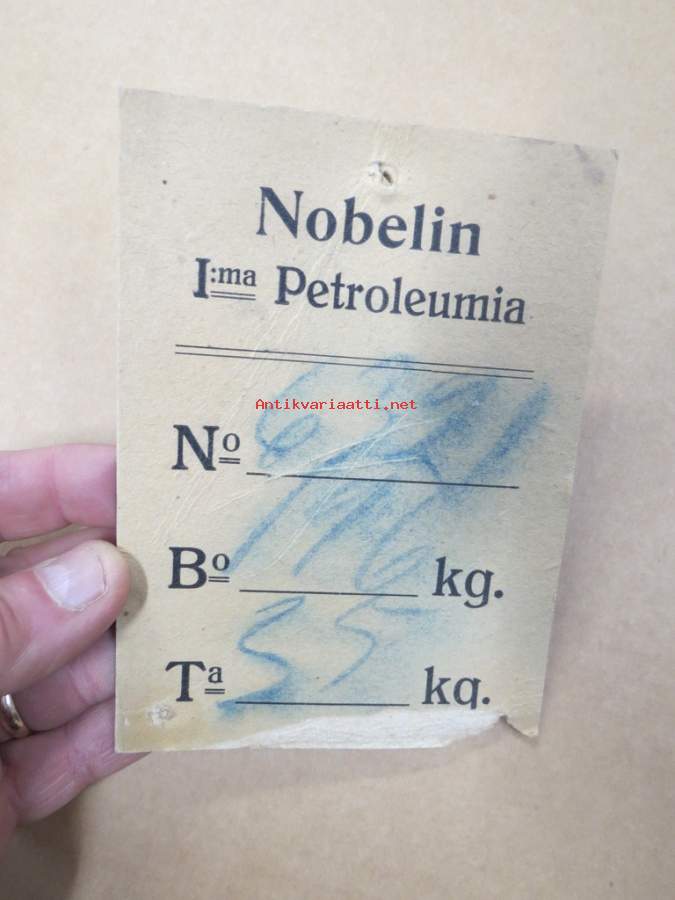 Nobelin
I:ma Petroleumia
Antikvariaatti.net
No
Bo kg.
Ta kg.